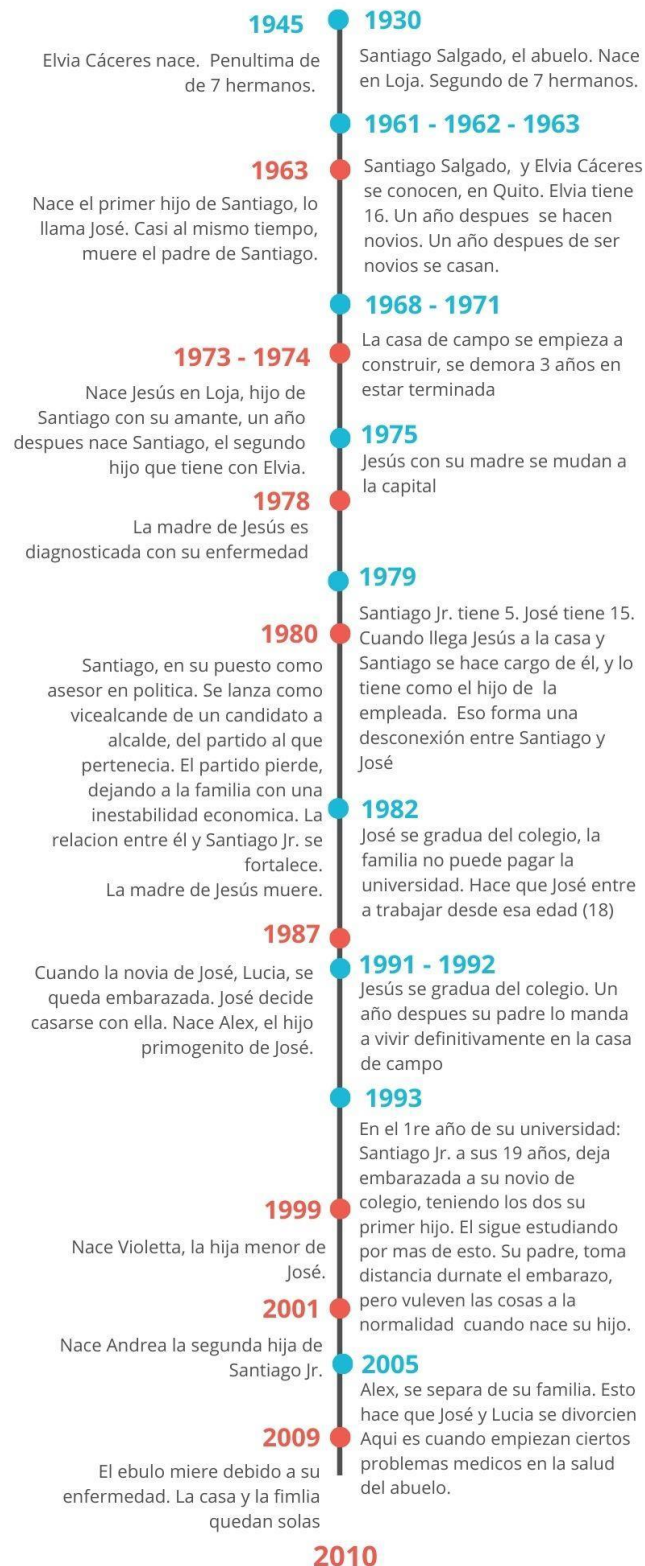 1945
Elvia Cáceres nace.  Penultima de
de 7 hermanos.
1930
Santiago Salgado, el abuelo. Nace
en Loja. Segundo de 7 hermanos.
1961 - 1962 - 1963
Santiago Salgado,  y Elvia Cáceres
se conocen, en Quito. Elvia tiene
16. Un año despues  se hacen
novios. Un año despues de ser
novios se casan.
1963
Nace el primer hijo de Santiago, lo
llama José. Casi al mismo tiempo,
muere el padre de Santiago.
1968 - 1971
La casa de campo se empieza a
construir, se demora 3 años en
estar terminada
1973 - 1974
Nace Jesús en Loja, hijo de
Santiago con su amante, un año
despues nace Santiago, el segundo
hijo que tiene con Elvia.
1975
Jesús con su madre se mudan a
la capital
1978
La madre de Jesús es
diagnosticada con su enfermedad
1979
Santiago Jr. tiene 5. José tiene 15.
Cuando llega Jesús a la casa y
Santiago se hace cargo de él, y lo
tiene como el hijo de  la
empleada.  Eso forma una
desconexión entre Santiago y
José
1980
Santiago, en su puesto como
asesor en politica. Se lanza como
vicealcande de un candidato a
alcalde, del partido al que
pertenecia. El partido pierde,
dejando a la familia con una
inestabilidad economica. La
relacion entre él y Santiago Jr. se
fortalece.
La madre de Jesús muere.
1982
José se gradua del colegio, la
familia no puede pagar la
universidad. Hace que José entre
a trabajar desde esa edad (18)
1987
Cuando la novia de José, Lucia, se
queda embarazada. José decide
casarse con ella. Nace Alex, el hijo
primogenito de José.
1991 - 1992
Jesús se gradua del colegio. Un
año despues su padre lo manda
a vivir definitivamente en la casa
de campo
1993
En el 1re año de su universidad:
Santiago Jr. a sus 19 años, deja
embarazada a su novio de
colegio, teniendo los dos su
primer hijo. El sigue estudiando
por mas de esto. Su padre, toma
distancia durnate el embarazo,
pero vuleven las cosas a la
normalidad  cuando nace su hijo.
1999
Nace Violetta, la hija menor de
José.
2001
Nace Andrea la segunda hija de
Santiago Jr.
2005
Alex, se separa de su familia. Esto
hace que José y Lucia se divorcien
Aqui es cuando empiezan ciertos
problemas medicos en la salud
del abuelo.
2009
El ebulo miere debido a su
enfermedad. La casa y la fimlia
quedan solas
2010